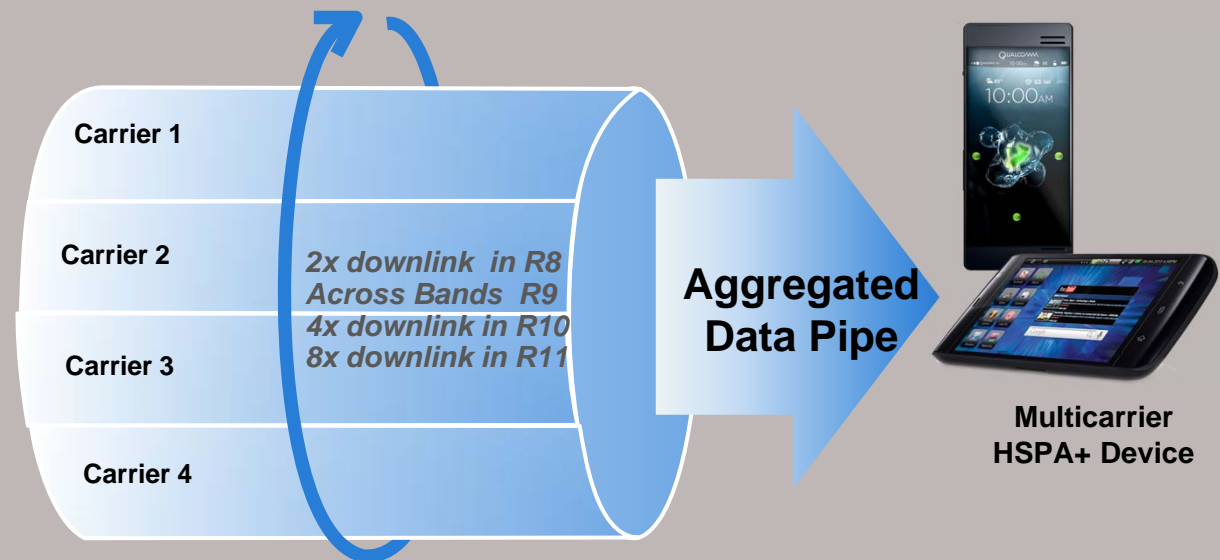 Carrier 1
Carrier 2
Carrier 3
Carrier 4
2x downlink in R8
Across Bands R9
4x downlink in R10
8x downlink in R11
Aggregated
Data Pipe
QUALCOMM
10:00AM
Multicarrier
HSPA+ Device